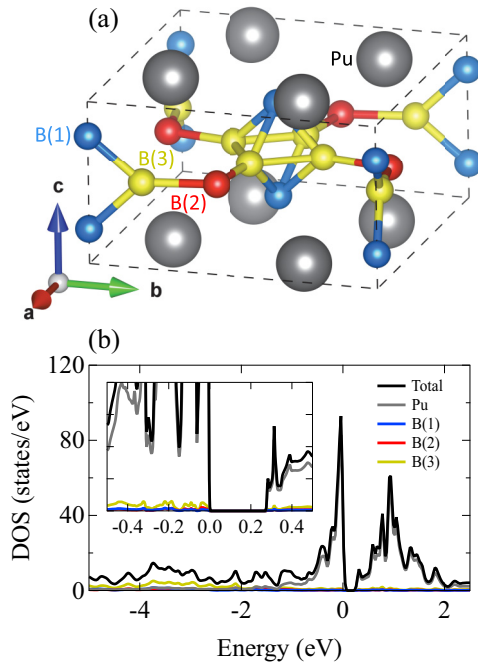 (a)
Pu
B(1)
B(3)
c
B(2)
b
a
(b)
120
80
40
0
DOS (states/eV)
Total
Pu
B(1)
B(2)
B(3)
-0.4 -0.2 0.0 0.2 0.4
-4 -2 0 2
Energy (eV)